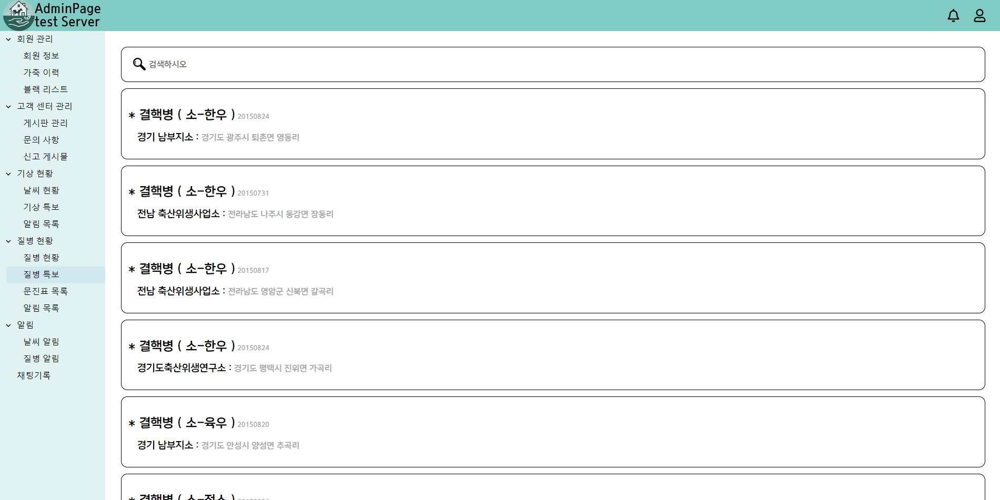 AdminPage
test Server
회원 관리
회원 정보
가축 이력
블랙 리스트
고객 센터 관리
게시판 관리
문의 사항
신고 게시물
기상 현황
날씨 현황
기상 특보
알림 목록
질병 현황
질병 현황
질병 특보
문진표 목록
알림 목록
알림
날씨 알림
질병 알림
채팅기록
검색하시오
* 결핵병 ( 소-한우 ) 20150824
경기 남부지소 : 경기도 광주시 퇴촌면 영동리
* 결핵병 ( 소-한우 ) 20150731
전남 축산위생사업소 : 전라남도 나주시 동강면 장동리
* 결핵병 ( 소-한우 ) 20150817
전남 축산위생사업소 : 전라남도 영암군 신북면 갈곡리
* 결핵병 ( 소-한우 ) 20150824
경기도축산위생연구소 : 경기도 평택시 진위면 가곡리
* 결핵병 ( 소-육우 ) 20150820
경기 남부지소 : 경기도 안성시 양성면 추곡리
* 결핵병 ( 소-젖소 )